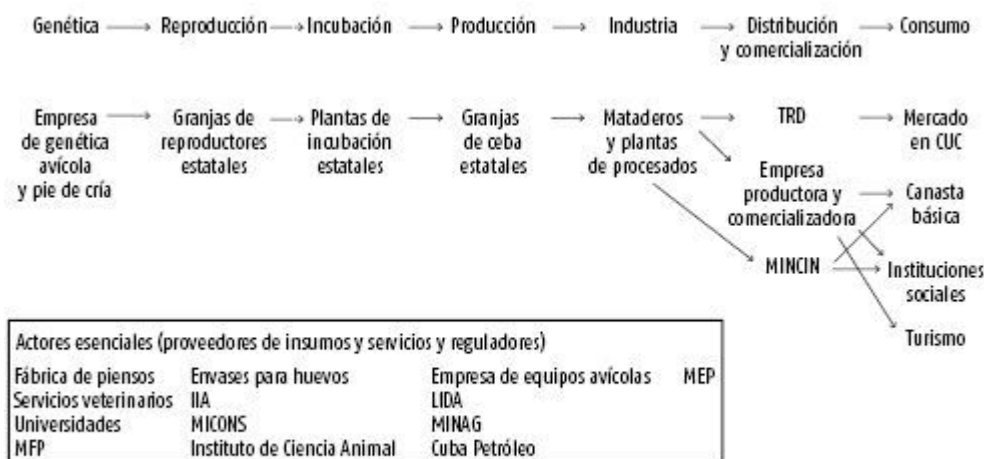 Genética Reproducción Incubación Producción Industria Distribución Consumo
y comercialización
Empresa Granjas de Plantas de Granjas Mataderos TRD Mercado
de genética reproductores incubación de ceba y plantas en CUC
avícola estatales estatales estatales de procesados
y pie de cría
Empresa
productora y Canasta
comercializadora básica
MINCIN Instituciones
sociales
Turismo
Actores esenciales (proveedores de insumos y servicios y reguladores)
Fábrica de piensos Envases para huevos Empresa de equipos avícolas MEP
Servicios veterinarios IIA LIDA
Universidades MICONS MINAG
MFP Instituto de Ciencia Animal Cuba Petróleo